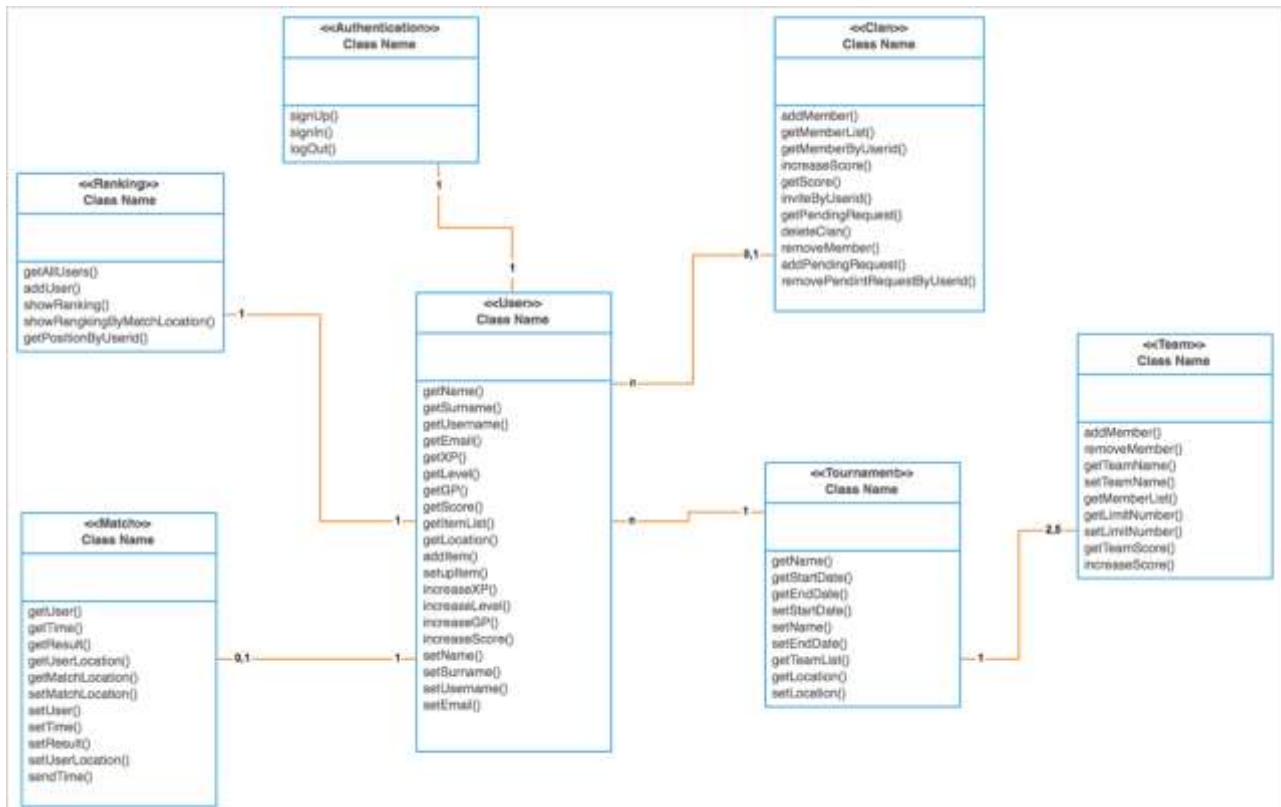 <<Authentication>>
Class Name
signUp()
signIn()
logOut()
<<Clan>>
Class Name
addMember()
getMemberList()
getMemberByUserid()
increaseScore()
getScore()
inviteByUserid()
getPendingRequest()
deleteClan()
removeMember()
addPendingRequest()
removePendintRequestByUserid()
<<Ranking>>
Class Name
getAllUsers()
addUser()
showRanking()
showRangkingByMatchLocation()
getPositionByUserid()
<<User>>
Class Name
getName()
getSurname()
getUsername()
getEmail()
getXP()
getLevel()
getGP()
getScore()
getItemList()
getLocation()
addItem()
setupItem()
increaseXP()
increaseLevel()
increaseGP()
increaseScore()
setName()
setSurname()
setUsername()
setEmail()
<<Team>>
Class Name
addMember()
removeMember()
getTeamName()
setTeamName()
getMemberList()
getLimitNumber()
setLimitNumber()
getTeamScore()
increaseScore()
<<Tournament>>
Class Name
getName()
getStartDate()
getEndDate()
setStartDate()
setName()
setEndDate()
getTeamList()
getLocation()
setLocation()
<<Match>>
Class Name
getUser()
getTime()
getResult()
getUserLocation()
getMatchLocation()
setMatchLocation()
setUser()
setTime()
setResult()
setUserLocation()
sendTime()
1
1
1
1
0,1
1
n
0,1
n
1
1
2,5